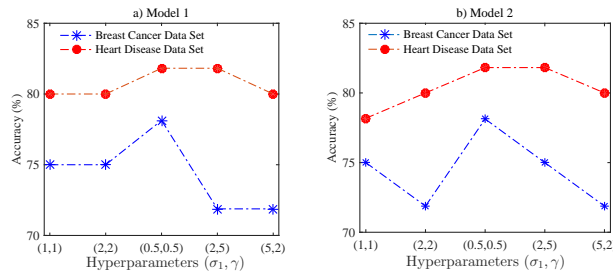 a) Model 1
85
Breast Cancer Data Set
Heart Disease Data Set
80
75
70
Accuracy (%)
(1,1) (2,2) (0.5,0.5) (2,5) (5,2)
Hyperparameters (σ₁, γ)
b) Model 2
85
Breast Cancer Data Set
Heart Disease Data Set
80
75
70
Accuracy (%)
(1,1) (2,2) (0.5,0.5) (2,5) (5,2)
Hyperparameters (σ₁, γ)